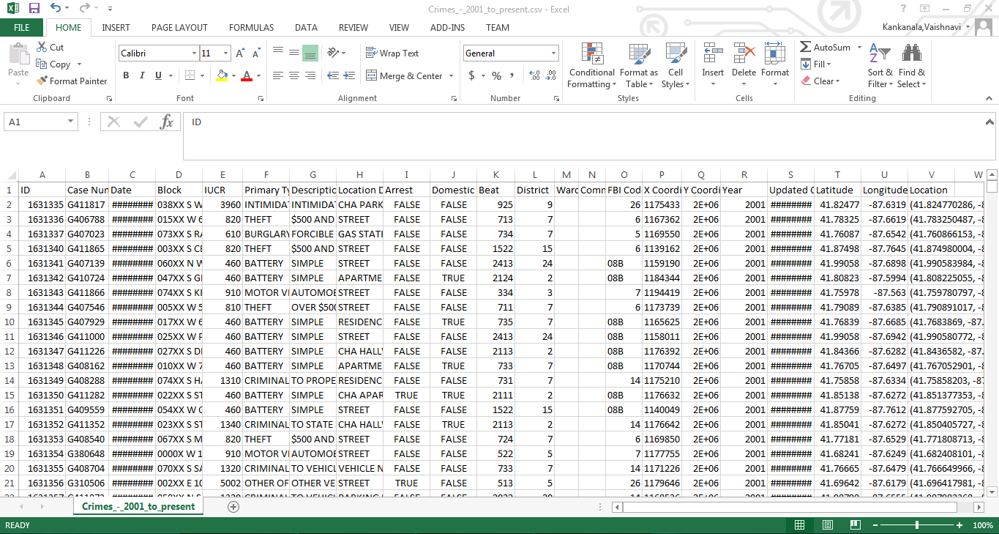 Crimes_-_2001_to_present.csv - Excel
FILE HOME INSERT PAGE LAYOUT FORMULAS DATA REVIEW VIEW ADD-INS TEAM Kankanala,Vaishnavi
Paste Cut Copy Format Painter Clipboard
Calibri 11 B I U A Font
Wrap Text Merge & Center Alignment
General $ % , Number
Conditional Formatting Format as Table Cell Styles Styles
Insert Delete Format Cells
AutoSum Fill Clear Sort & Filter Find & Select Editing
A1 fx ID
A B C D E F G H I J K L M N O P Q R S T U V W
1 ID Case Num Date Block IUCR Primary Ty Descriptic Location D Arrest Domestic Beat District Ward Comm FBI Cod X Coordi Y Coordi Year Updated O Latitude Longitude Location
2 1631335 G411817 ######## 038XX S W 3960 INTIMIDAT INTIMIDAT CHA PARK FALSE FALSE 925 9 26 1175433 2E+06 2001 ######## 41.82477 -87.6319 (41.824770286, -8
3 1631336 G406788 ######## 015XX W 6 820 THEFT $500 AND STREET FALSE FALSE 713 7 6 1167362 2E+06 2001 ######## 41.78325 -87.6619 (41.783250487, -8
4 1631337 G407023 ######## 073XX S RA 610 BURGLARY FORCIBLE GAS STATI FALSE FALSE 734 7 5 1169550 2E+06 2001 ######## 41.76087 -87.6542 (41.760866153, -8
5 1631340 G411865 ######## 003XX S CE 820 THEFT $500 AND STREET FALSE FALSE 1522 15 6 1139162 2E+06 2001 ######## 41.87498 -87.7645 (41.874980004, -8
6 1631341 G407139 ######## 060XX N W 460 BATTERY SIMPLE STREET FALSE FALSE 2413 24 08B 1159190 2E+06 2001 ######## 41.99058 -87.6898 (41.990583984, -8
7 1631342 G410724 ######## 047XX S GI 460 BATTERY SIMPLE APARTME FALSE TRUE 2124 2 08B 1184344 2E+06 2001 ######## 41.80823 -87.5994 (41.808225055, -8
8 1631343 G411866 ######## 074XX S KI 910 MOTOR VI AUTOMOE STREET FALSE FALSE 334 3 7 1194419 2E+06 2001 ######## 41.75978 -87.563 (41.759780797, -8
9 1631344 G407546 ######## 005XX W 5 810 THEFT OVER $500 STREET FALSE FALSE 711 7 6 1173739 2E+06 2001 ######## 41.79089 -87.6385 (41.790891017, -8
10 1631345 G407929 ######## 017XX W 6 460 BATTERY SIMPLE RESIDENC FALSE TRUE 735 7 08B 1165625 2E+06 2001 ######## 41.76839 -87.6685 (41.7683869, -87.
11 1631346 G411000 ######## 025XX W P 460 BATTERY SIMPLE STREET FALSE FALSE 2413 24 08B 1158011 2E+06 2001 ######## 41.99058 -87.6942 (41.990580772, -8
12 1631347 G411226 ######## 027XX S DI 460 BATTERY SIMPLE CHA HALLV FALSE FALSE 2113 2 08B 1176392 2E+06 2001 ######## 41.84366 -87.6282 (41.8436582, -87.
13 1631348 G408162 ######## 010XX W 7 460 BATTERY SIMPLE APARTME FALSE TRUE 733 7 08B 1170744 2E+06 2001 ######## 41.76705 -87.6497 (41.767052901, -8
14 1631349 G408288 ######## 074XX S HA 1310 CRIMINAL TO PROPE RESIDENC FALSE FALSE 731 7 14 1175210 2E+06 2001 ######## 41.75858 -87.6334 (41.75858203, -87
15 1631350 G411282 ######## 022XX S ST 460 BATTERY SIMPLE CHA APAR TRUE TRUE 2111 2 08B 1176632 2E+06 2001 ######## 41.85138 -87.6272 (41.851377353, -8
16 1631351 G409559 ######## 054XX W C 460 BATTERY SIMPLE STREET FALSE FALSE 1522 15 08B 1140049 2E+06 2001 ######## 41.87759 -87.7612 (41.877592705, -8
17 1631352 G411352 ######## 023XX S ST 1340 CRIMINAL TO STATE CHA HALLV FALSE TRUE 2113 2 14 1176642 2E+06 2001 ######## 41.85041 -87.6272 (41.850405727, -8
18 1631353 G408540 ######## 067XX S M 820 THEFT $500 AND STREET FALSE FALSE 724 7 6 1169850 2E+06 2001 ######## 41.77181 -87.6529 (41.771808713, -8
19 1631354 G380648 ######## 0000X W 1 910 MOTOR VI AUTOMOE STREET FALSE FALSE 522 5 7 1177755 2E+06 2001 ######## 41.68241 -87.6249 (41.682408101, -8
20 1631355 G408704 ######## 070XX S SA 1320 CRIMINAL TO VEHICL VEHICLE N FALSE FALSE 733 7 14 1171226 2E+06 2001 ######## 41.76665 -87.6479 (41.766649966, -8
21 1631356 G310506 ######## 002XX E 10 5002 OTHER OF OTHER VE STREET TRUE FALSE 513 5 26 1179646 2E+06 2001 ######## 41.69642 -87.6179 (41.696417981, -8
Crimes_-_2001_to_present
READY 100%